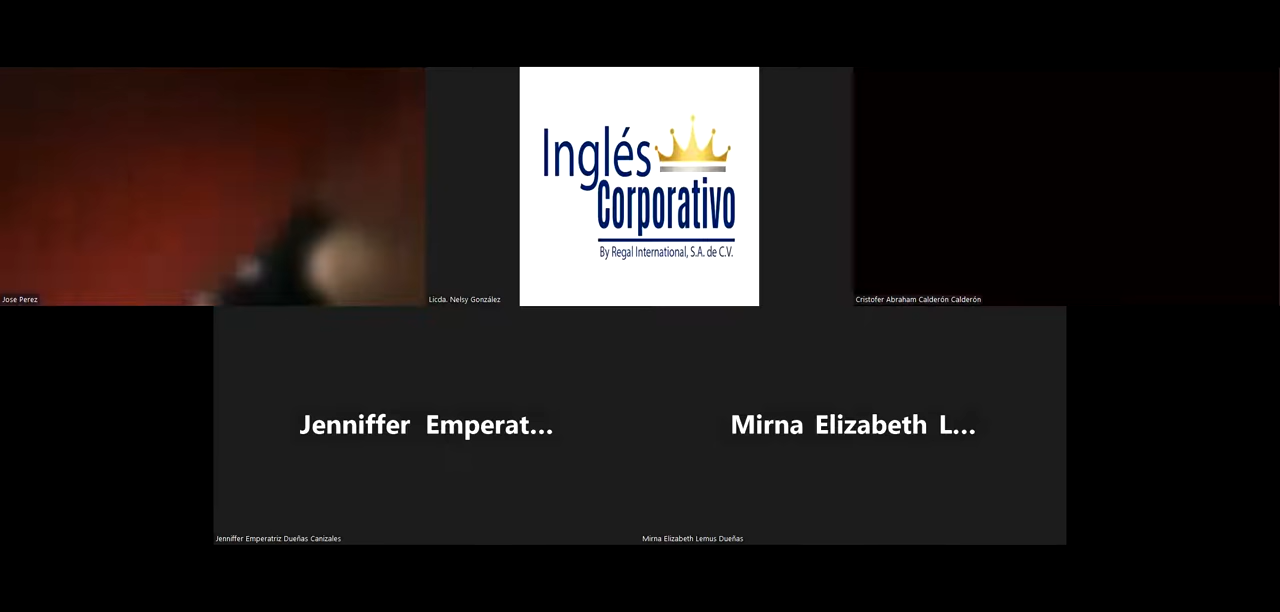 Inglés
Corporativo
By Regal International, S.A. de C.V.
Jose Perez
Licda. Nelsy González
Cristofer Abraham Calderón Calderón
Jenniffer Emperat...
Mirna Elizabeth L...
Jenniffer Emperatriz Dueñas Canizales
Mirna Elizabeth Lemus Dueñas